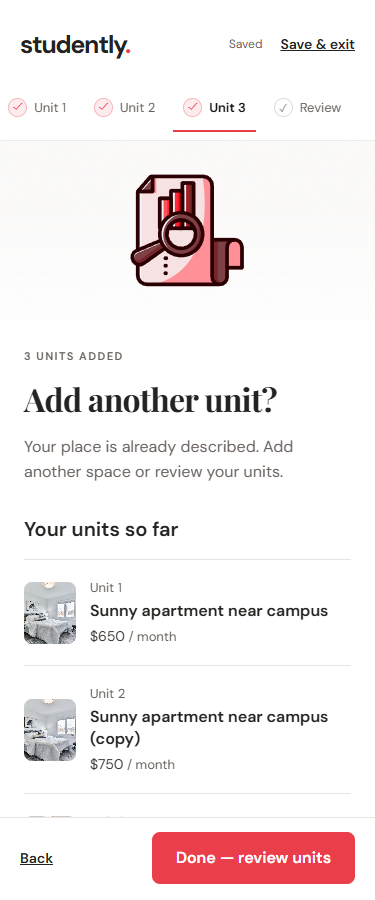 studently.
Saved
Save & exit
Unit 1
Unit 2
Unit 3
Review
3 UNITS ADDED
Add another unit?
Your place is already described. Add
another space or review your units.
Your units so far
Unit 1
Sunny apartment near campus
$650 / month
Unit 2
Sunny apartment near campus
(copy)
$750 / month
Back
Done — review units